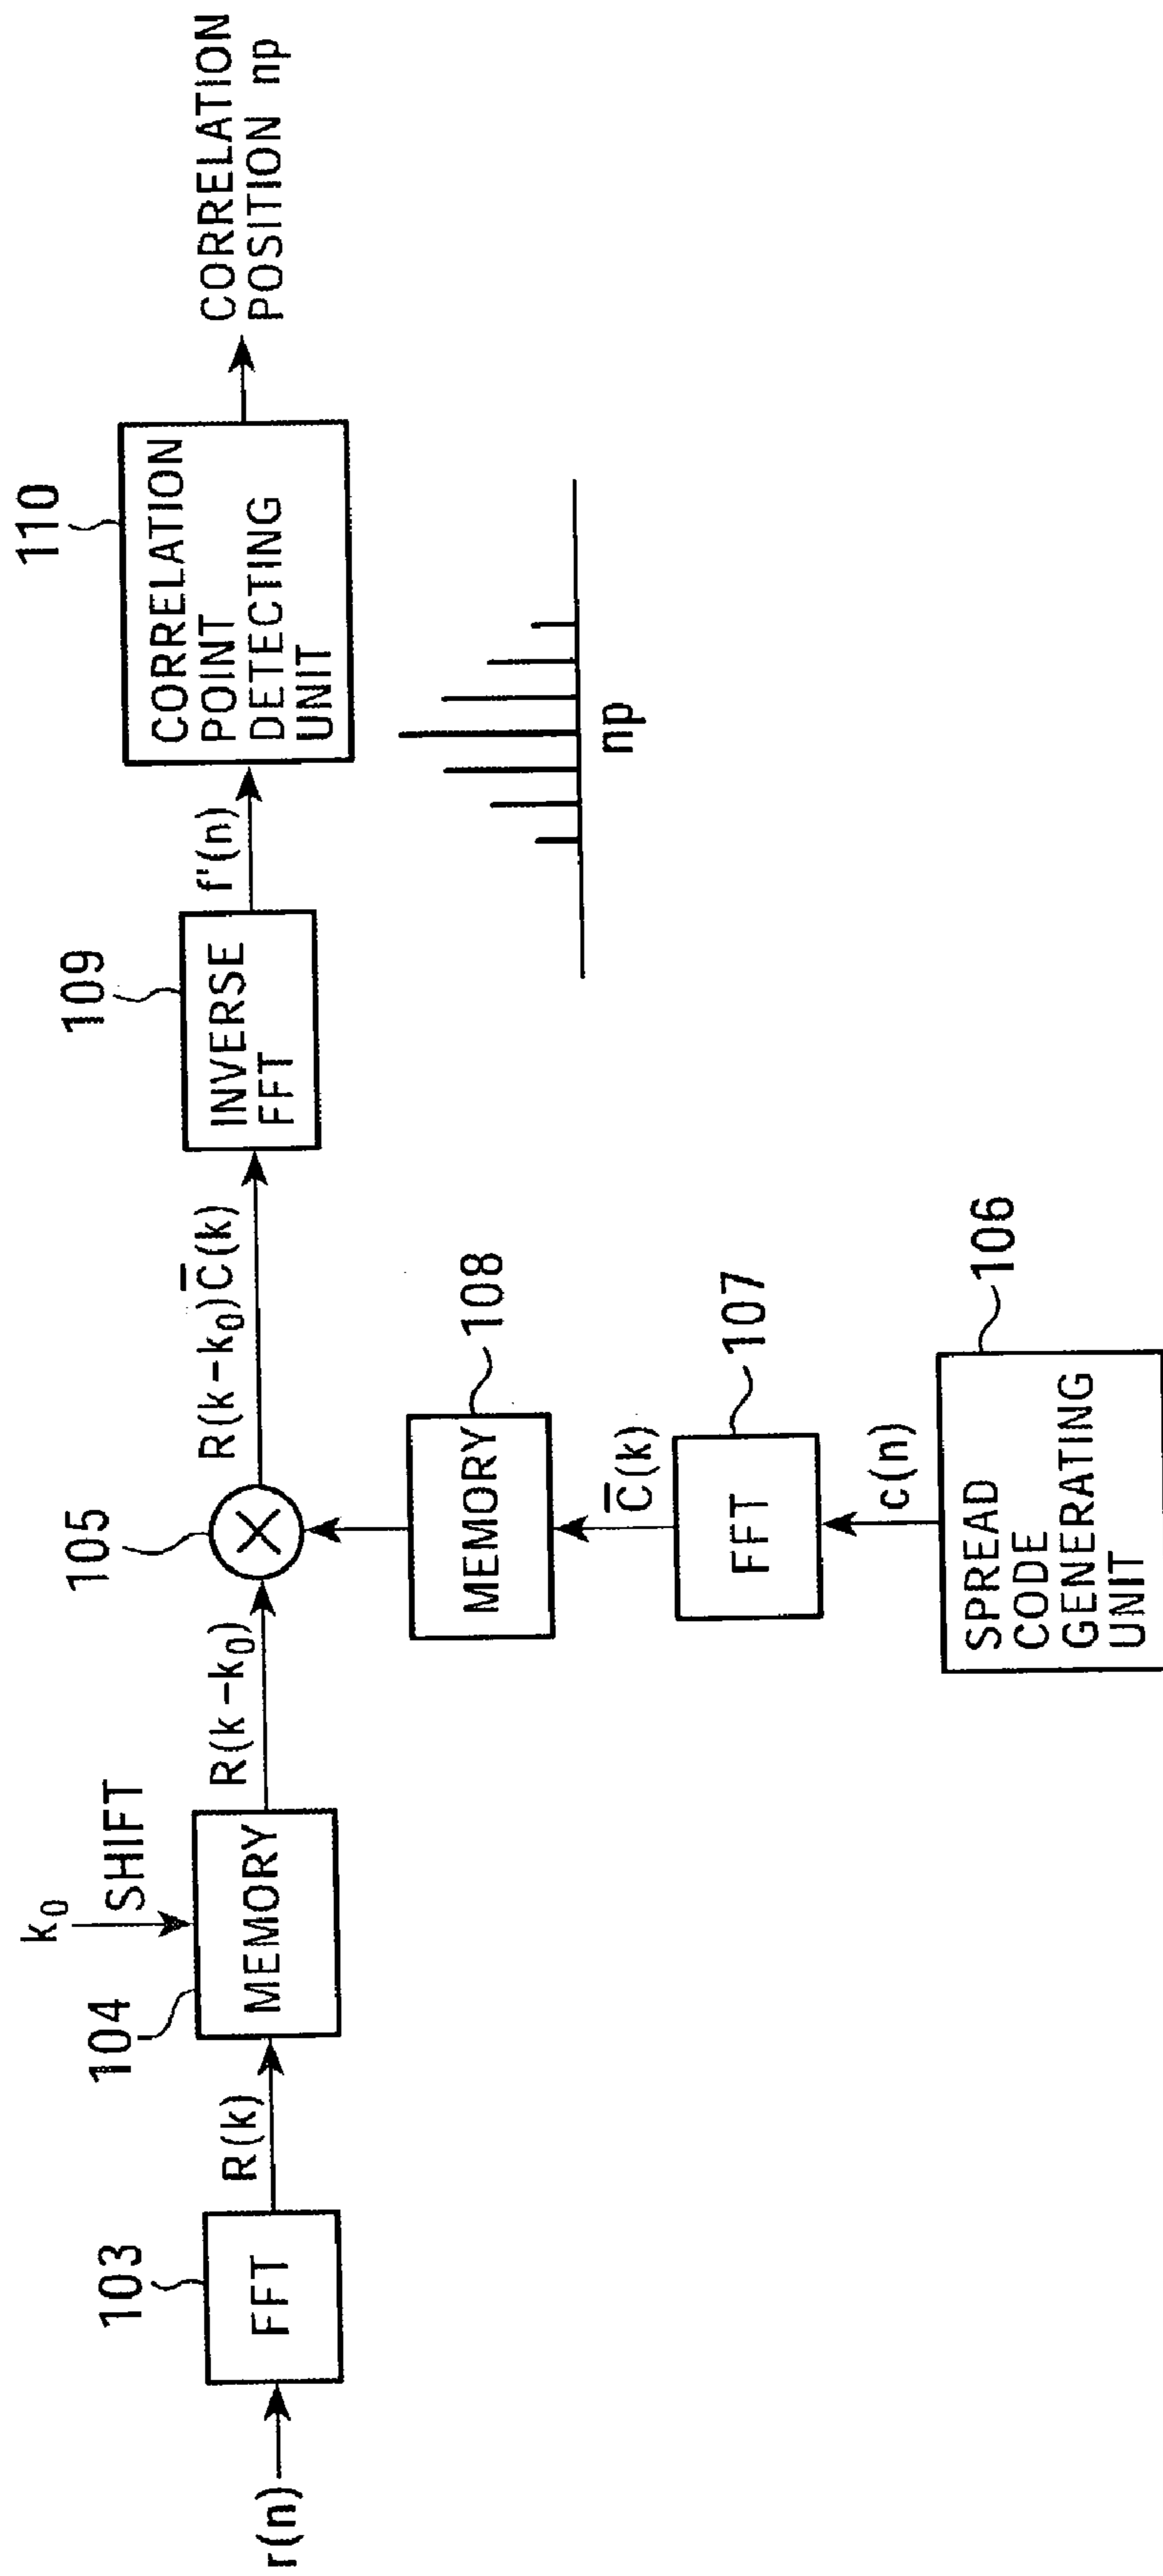 r(n)
103
FFT
R(k)
104
k₀
SHIFT
MEMORY
R(k−k₀)
105
R(k−k₀)C̅(k)
109
INVERSE
FFT
f'(n)
110
CORRELATION
POINT
DETECTING
UNIT
CORRELATION
POSITION np
np
MEMORY
108
C̅(k)
FFT
107
c(n)
SPREAD
CODE
GENERATING
UNIT
106